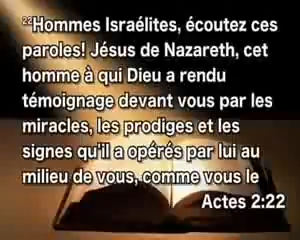 22Hommes Israélites, écoutez ces
paroles! Jésus de Nazareth, cet
homme à qui Dieu a rendu
témoignage devant vous par les
miracles, les prodiges et les
signes qu'il a opérés par lui au
milieu de vous, comme vous le
Actes 2:22